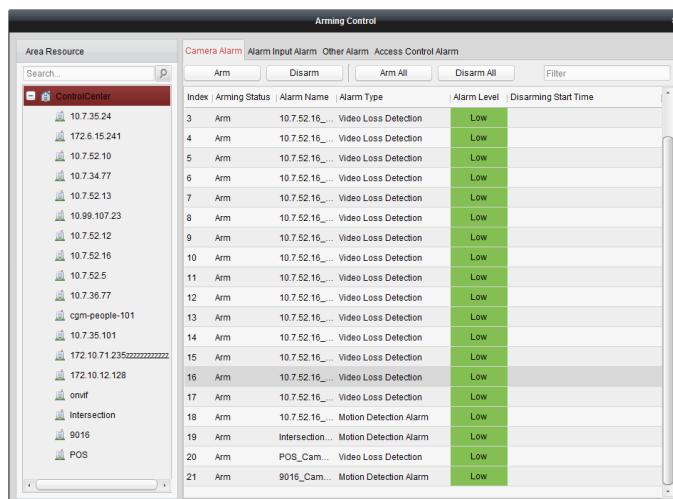 Arming Control
Area Resource
Search...
ControlCenter
10.7.35.24
172.6.15.241
10.7.52.10
10.7.34.77
10.7.52.13
10.99.107.23
10.7.52.12
10.7.52.16
10.7.52.5
10.7.36.77
cgm-people-101
10.7.35.101
172.10.71.235zzzzzzzzzzzz
172.10.12.128
onvif
Intersection
9016
POS
Camera Alarm Alarm Input Alarm Other Alarm Access Control Alarm
Arm Disarm Arm All Disarm All Filter
Index Arming Status Alarm Name Alarm Type Alarm Level Disarming Start Time
3 Arm 10.7.52.16_... Video Loss Detection Low
4 Arm 10.7.52.16_... Video Loss Detection Low
5 Arm 10.7.52.16_... Video Loss Detection Low
6 Arm 10.7.52.16_... Video Loss Detection Low
7 Arm 10.7.52.16_... Video Loss Detection Low
8 Arm 10.7.52.16_... Video Loss Detection Low
9 Arm 10.7.52.16_... Video Loss Detection Low
10 Arm 10.7.52.16_... Video Loss Detection Low
11 Arm 10.7.52.16_... Video Loss Detection Low
12 Arm 10.7.52.16_... Video Loss Detection Low
13 Arm 10.7.52.16_... Video Loss Detection Low
14 Arm 10.7.52.16_... Video Loss Detection Low
15 Arm 10.7.52.16_... Video Loss Detection Low
16 Arm 10.7.52.16_... Video Loss Detection Low
17 Arm 10.7.52.16_... Video Loss Detection Low
18 Arm 10.7.52.16_... Motion Detection Alarm Low
19 Arm Intersection... Motion Detection Alarm Low
20 Arm POS_Cam... Video Loss Detection Low
21 Arm 9016_Cam... Motion Detection Alarm Low